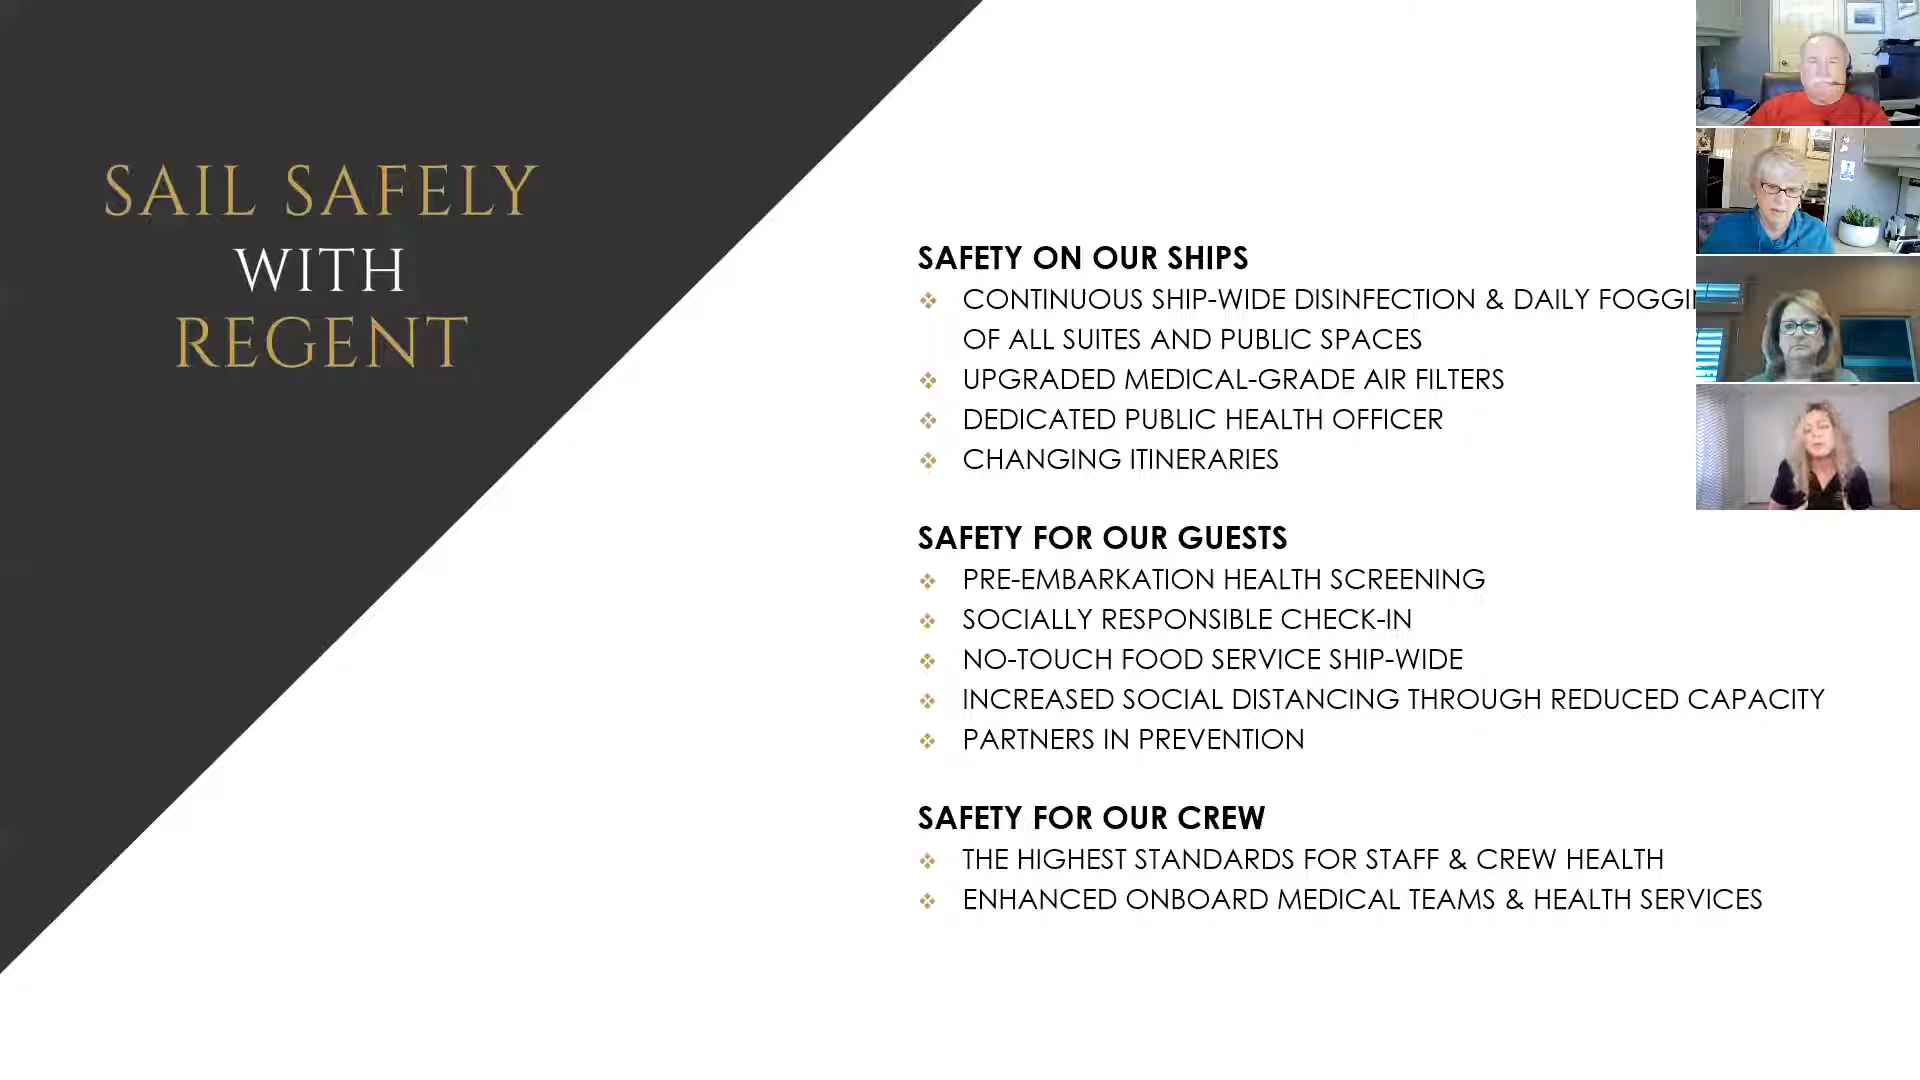 SAIL SAFELY
WITH
REGENT
SAFETY ON OUR SHIPS
CONTINUOUS SHIP-WIDE DISINFECTION & DAILY
OF ALL SUITES AND PUBLIC SPACES
UPGRADED MEDICAL-GRADE AIR FILTERS
DEDICATED PUBLIC HEALTH OFFICER
CHANGING ITINERARIES
SAFETY FOR OUR GUESTS
PRE-EMBARKATION HEALTH SCREENING
SOCIALLY RESPONSIBLE CHECK-IN
NO-TOUCH FOOD SERVICE SHIP-WIDE
INCREASED SOCIAL DISTANCING THROUGH REDUCED CAPACITY
PARTNERS IN PREVENTION
SAFETY FOR OUR CREW
THE HIGHEST STANDARDS FOR STAFF & CREW HEALTH
ENHANCED ONBOARD MEDICAL TEAMS & HEALTH SERVICES